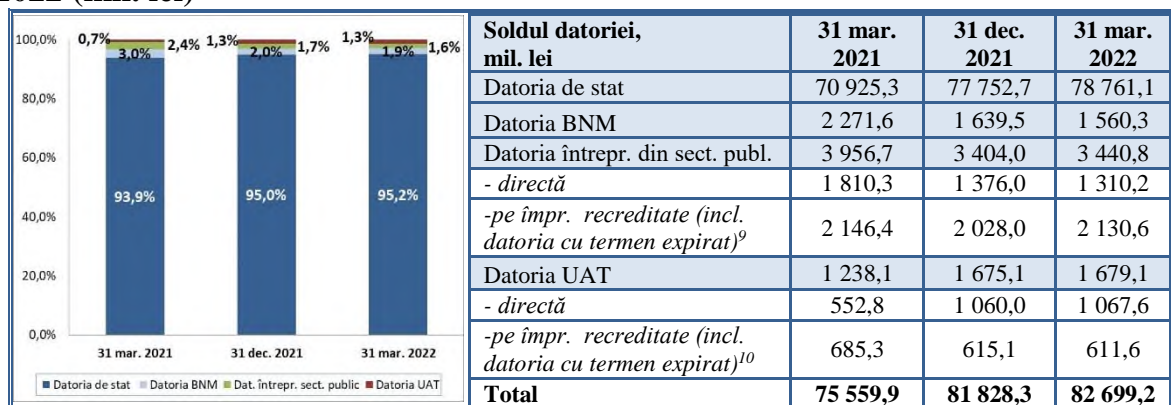 100,0%
80,0%
60,0%
40,0%
20,0%
0,0%
0,7%
3,0%
2,4%
93,9%
1,3%
2,0%
1,7%
95,0%
1,3%
1,9%
1,6%
95,2%
31 mar. 2021 31 dec. 2021 31 mar. 2022
Datoria de stat Datoria BNM Dat. întrepr. sect. public Datoria UAT
Soldul datoriei, mil. lei 31 mar. 2021 31 dec. 2021 31 mar. 2022
Datoria de stat 70 925,3 77 752,7 78 761,1
Datoria BNM 2 271,6 1 639,5 1 560,3
Datoria întrepr. din sect. publ. 3 956,7 3 404,0 3 440,8
- directă 1 810,3 1 376,0 1 310,2
-pe împr. recreditate (incl.
datoria cu termen expirat)9 2 146,4 2 028,0 2 130,6
Datoria UAT 1 238,1 1 675,1 1 679,1
- directă 552,8 1 060,0 1 067,6
-pe împr. recreditate (incl.
datoria cu termen expirat)10 685,3 615,1 611,6
Total 75 559,9 81 828,3 82 699,2